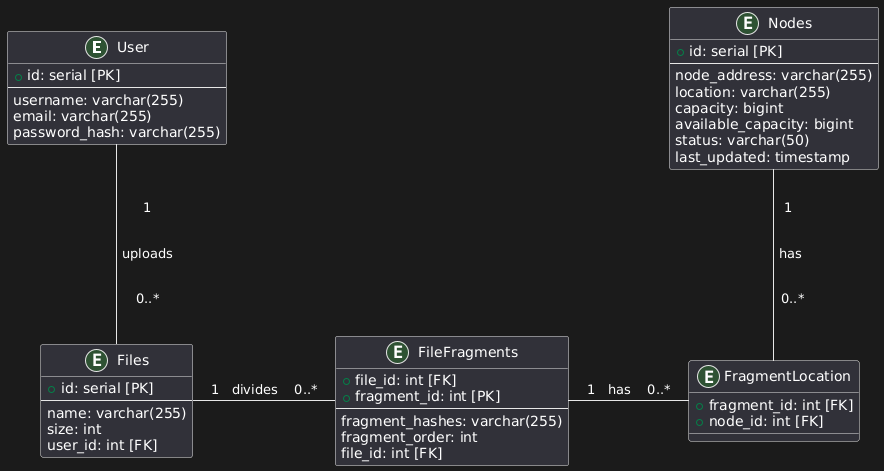 E User
id: serial [PK]
username: varchar(255)
email: varchar(255)
password_hash: varchar(255)
E Nodes
id: serial [PK]
node_address: varchar(255)
location: varchar(255)
capacity: bigint
available_capacity: bigint
status: varchar(50)
last_updated: timestamp
1
uploads
0..*
1
has
0..*
E Files
id: serial [PK]
name: varchar(255)
size: int
user_id: int [FK]
1 divides 0..*
E FileFragments
file_id: int [FK]
fragment_id: int [PK]
fragment_hashes: varchar(255)
fragment_order: int
file_id: int [FK]
1 has 0..*
E FragmentLocation
fragment_id: int [FK]
node_id: int [FK]